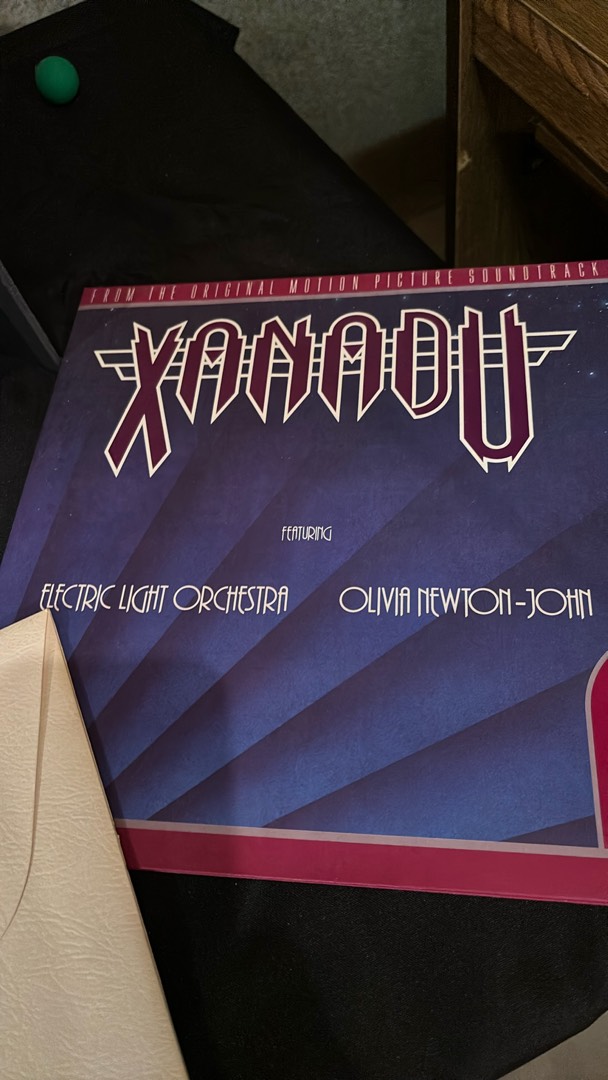 FROM THE ORIGINAL MOTION PICTURE SOUNDTRACK
XANADU
FEATURING
ELECTRIC LIGHT ORCHESTRA OLIVIA NEWTON-JOHN